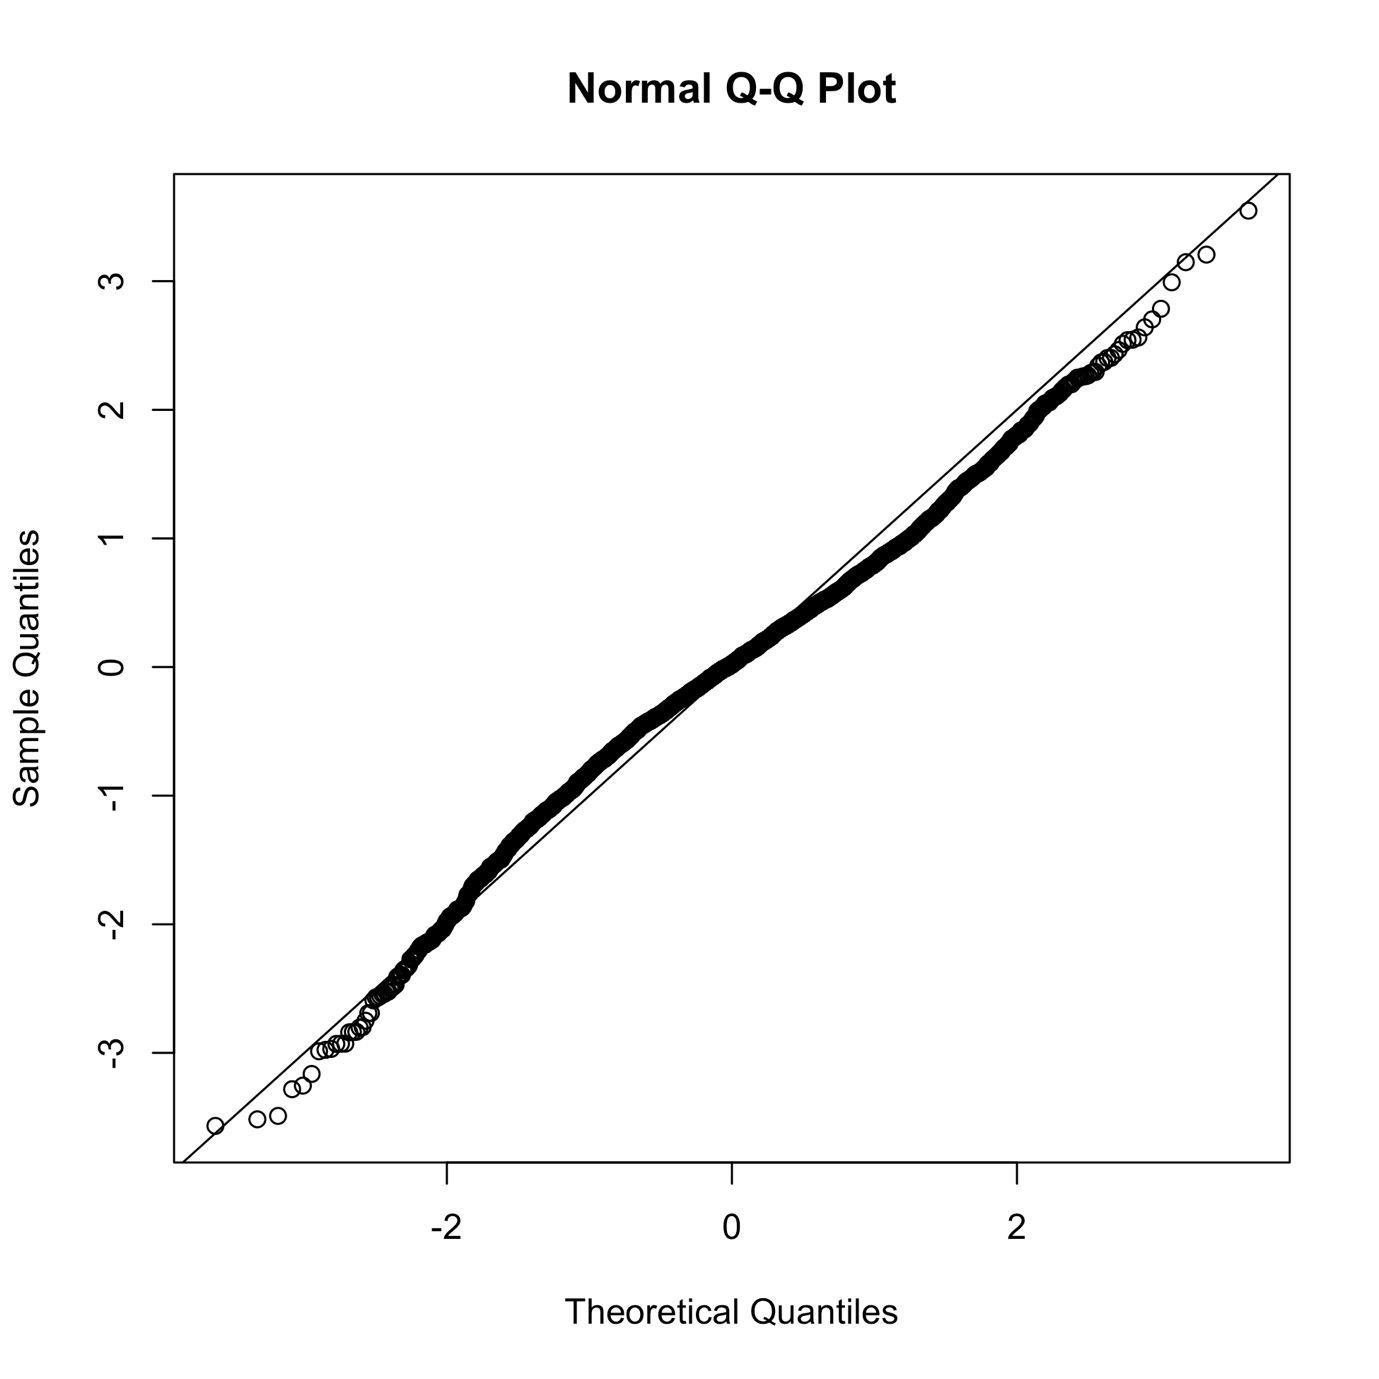 Normal Q-Q Plot
3
2
1
0
-1
-2
-3
Sample Quantiles
-2 0 2
Theoretical Quantiles